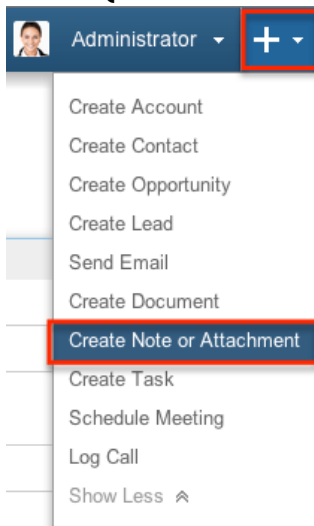 Administrator
Create Account
Create Contact
Create Opportunity
Create Lead
Send Email
Create Document
Create Note or Attachment
Create Task
Schedule Meeting
Log Call
Show Less